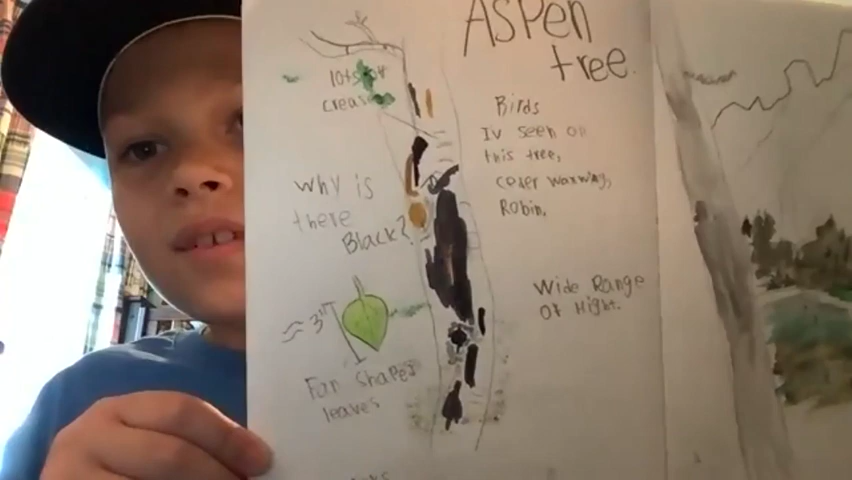 ASPen
tree.
lots of
creases
Birds
Iv seen on
this tree,
ceder waxwing,
Robin.
why is
there
Black?
Wide Range
Of Hight.
≈ 3"
Fan shapes
leaves